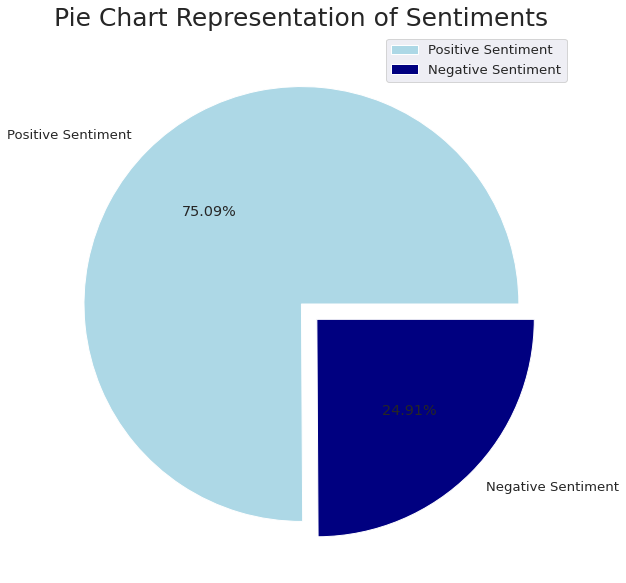 Pie Chart Representation of Sentiments
Positive Sentiment
Negative Sentiment
Positive Sentiment
75.09%
24.91%
Negative Sentiment